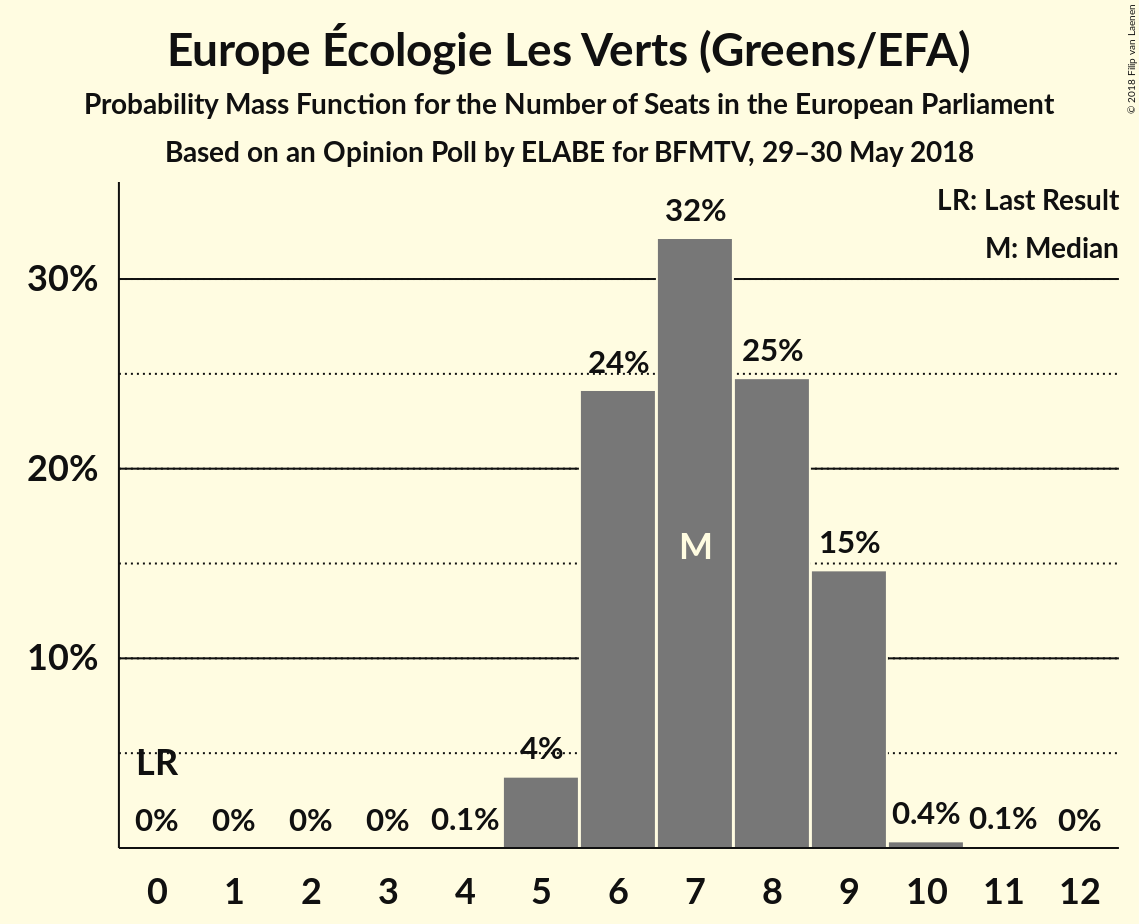 Europe Écologie Les Verts (Greens/EFA)
Probability Mass Function for the Number of Seats in the European Parliament
Based on an Opinion Poll by ELABE for BFMTV, 29–30 May 2018
© 2018 Filip van Laenen
LR: Last Result
M: Median
30%
20%
10%
32%
24%
25%
15%
4%
M
LR
0%
0%
0%
0%
0.1%
0.4%
0.1%
0%
0 1 2 3 4 5 6 7 8 9 10 11 12